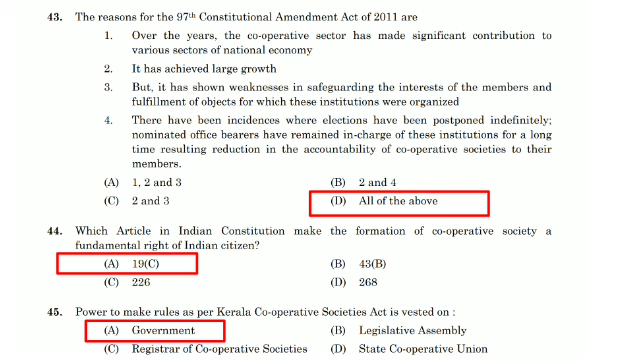 43. The reasons for the 97th Constitutional Amendment Act of 2011 are
1. Over the years, the co-operative sector has made significant contribution to
various sectors of national economy
2. It has achieved large growth
3. But, it has shown weaknesses in safeguarding the interests of the members and
fulfillment of objects for which these institutions were organized
4. There have been incidences where elections have been postponed indefinitely;
nominated office bearers have remained in-charge of these institutions for a long
time resulting reduction in the accountability of co-operative societies to their
members.
(A) 1, 2 and 3 (B) 2 and 4
(C) 2 and 3 (D) All of the above
44. Which Article in Indian Constitution make the formation of co-operative society a
fundamental right of Indian citizen?
(A) 19(C) (B) 43(B)
(C) 226 (D) 268
45. Power to make rules as per Kerala Co-operative Societies Act is vested on :
(A) Government (B) Legislative Assembly
(C) Registrar of Co-operative Societies (D) State Co-operative Union